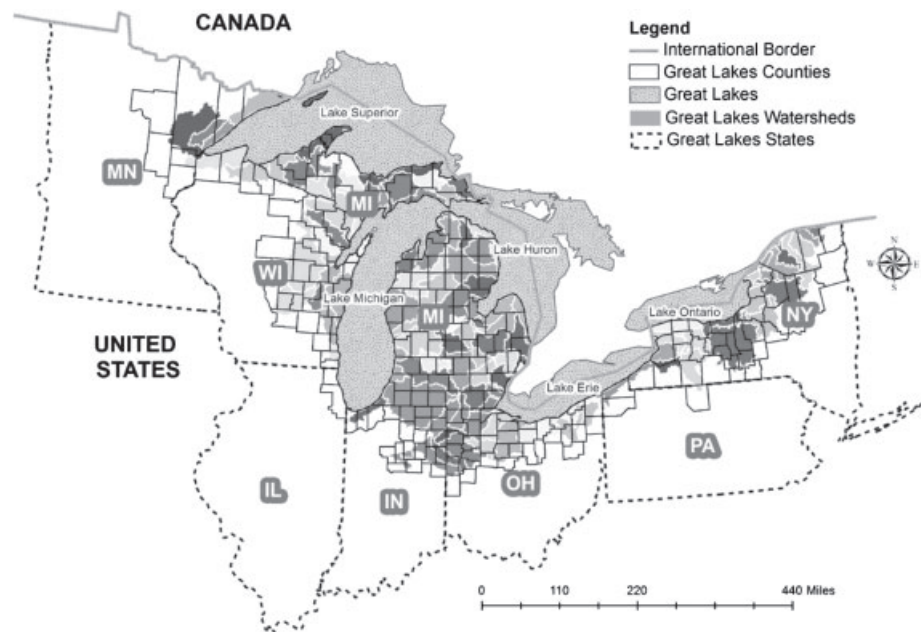 CANADA
Legend
International Border
Great Lakes Counties
Great Lakes
Great Lakes Watersheds
Great Lakes States
Lake Superior
MN
MI
Lake Huron
N
W
E
S
WI
Lake Michigan
MI
Lake Ontario
NY
UNITED
STATES
Lake Erie
PA
IL
IN
OH
0
110
220
440 Miles